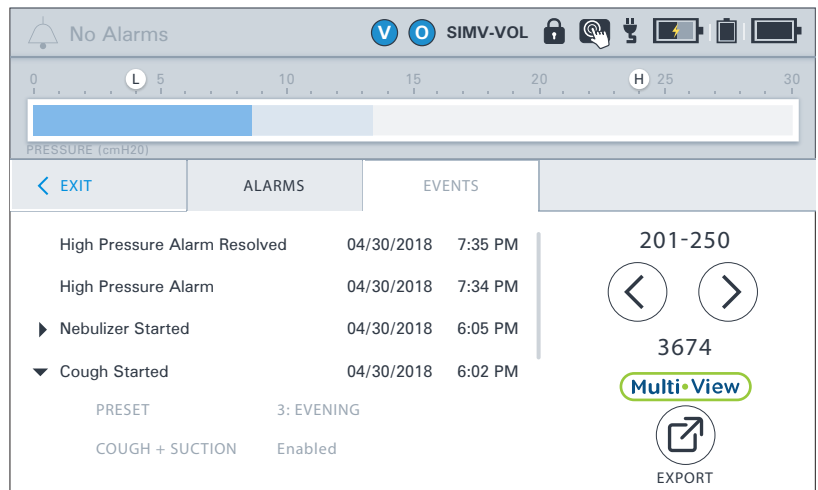 No Alarms V O SIMV-VOL
0 L 5 10 15 20 H 25 30
PRESSURE (cmH20)
EXIT ALARMS EVENTS
High Pressure Alarm Resolved 04/30/2018 7:35 PM
High Pressure Alarm 04/30/2018 7:34 PM
Nebulizer Started 04/30/2018 6:05 PM
Cough Started 04/30/2018 6:02 PM
PRESET 3: EVENING
COUGH + SUCTION Enabled
201-250
3674
Multi•View
EXPORT